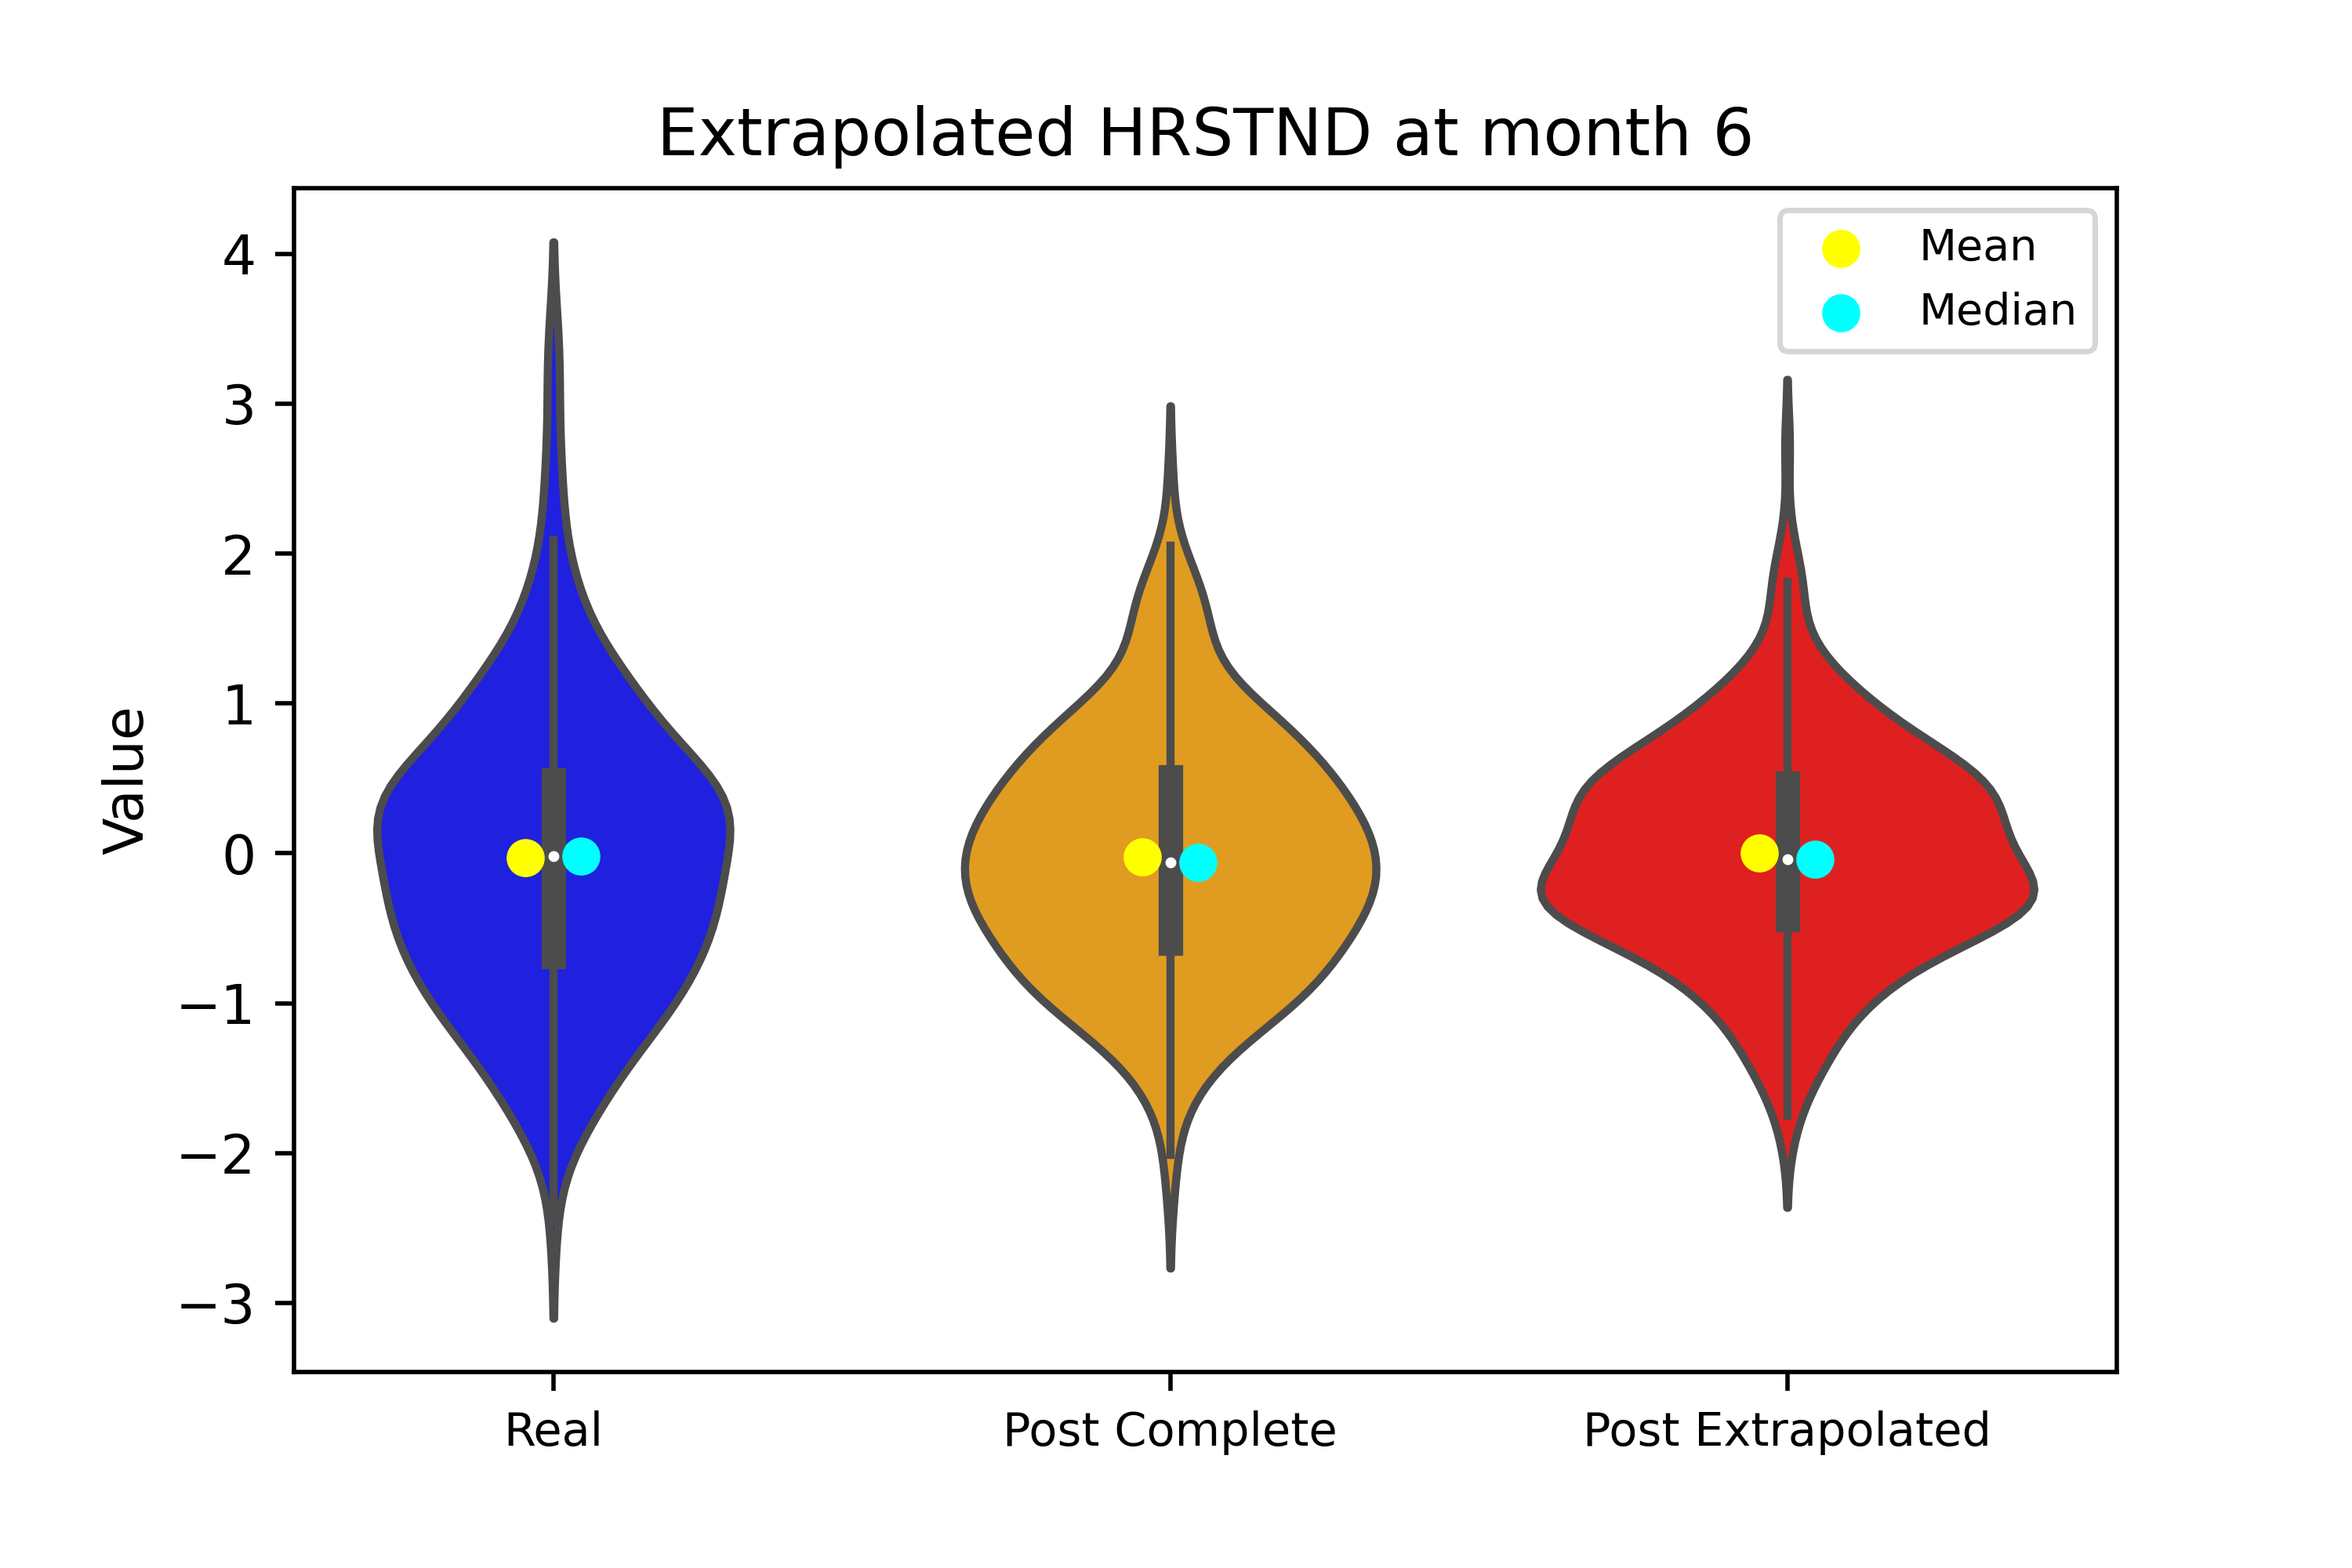 Extrapolated HRSTND at month 6
Mean
Median
4
3
2
1
0
−1
−2
−3
Value
Real
Post Complete
Post Extrapolated